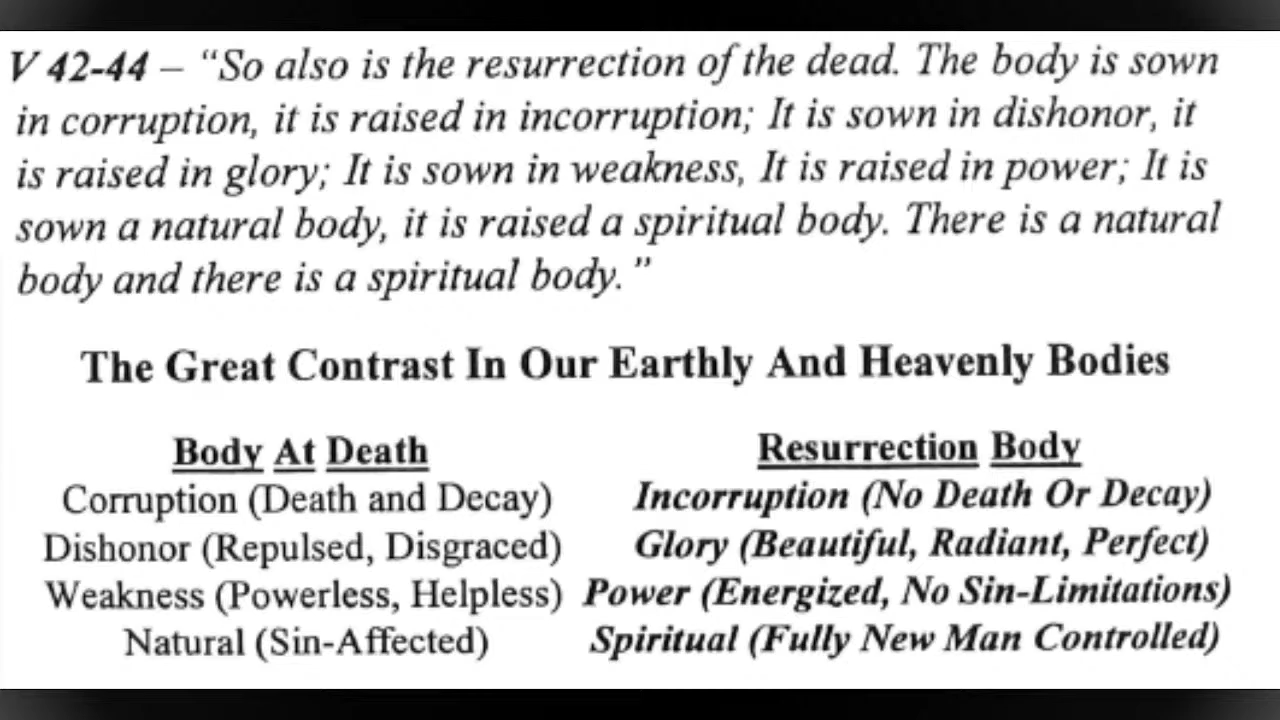 V 42-44 – “So also is the resurrection of the dead. The body is sown
in corruption, it is raised in incorruption; It is sown in dishonor, it
is raised in glory; It is sown in weakness, It is raised in power; It is
sown a natural body, it is raised a spiritual body. There is a natural
body and there is a spiritual body.”
The Great Contrast In Our Earthly And Heavenly Bodies
Body At Death
Corruption (Death and Decay)
Dishonor (Repulsed, Disgraced)
Weakness (Powerless, Helpless)
Natural (Sin-Affected)
Resurrection Body
Incorruption (No Death Or Decay)
Glory (Beautiful, Radiant, Perfect)
Power (Energized, No Sin-Limitations)
Spiritual (Fully New Man Controlled)